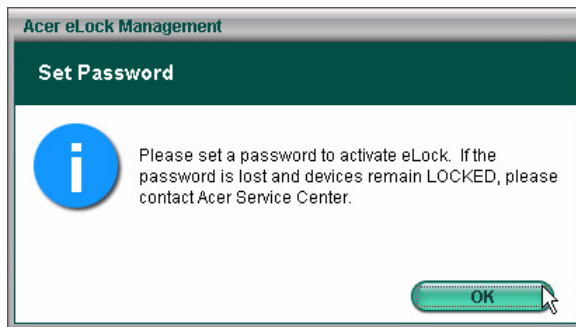 Acer eLock Management
Set Password
Please set a password to activate eLock. If the
password is lost and devices remain LOCKED, please
contact Acer Service Center.
OK